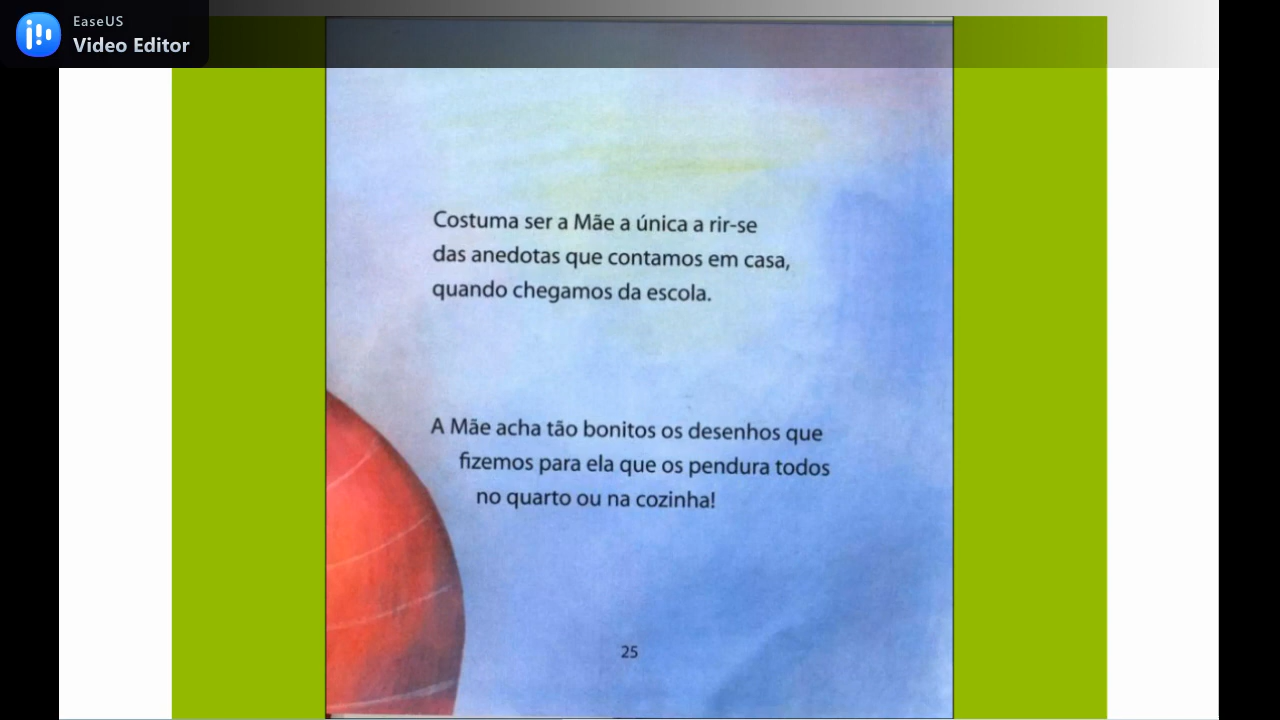 EaseUS
Video Editor
Costuma ser a Mãe a única a rir-se
das anedotas que contamos em casa,
quando chegamos da escola.
A Mãe acha tão bonitos os desenhos que
fizemos para ela que os pendura todos
no quarto ou na cozinha!
25